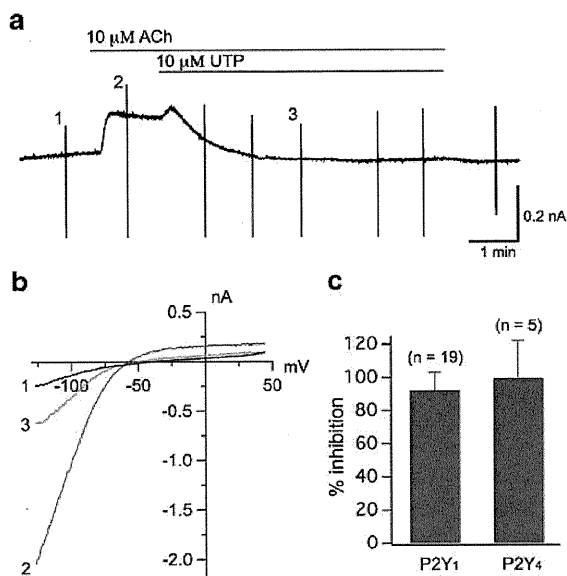 a
10 µM ACh
10 µM UTP
1
2
3
0.2 nA
1 min
b
nA
0.5
mV
-100
-50
50
1
3
2
-0.5
-1.0
-1.5
-2.0
c
(n = 19)
(n = 5)
% inhibition
120
100
80
60
40
20
0
P2Y1
P2Y4